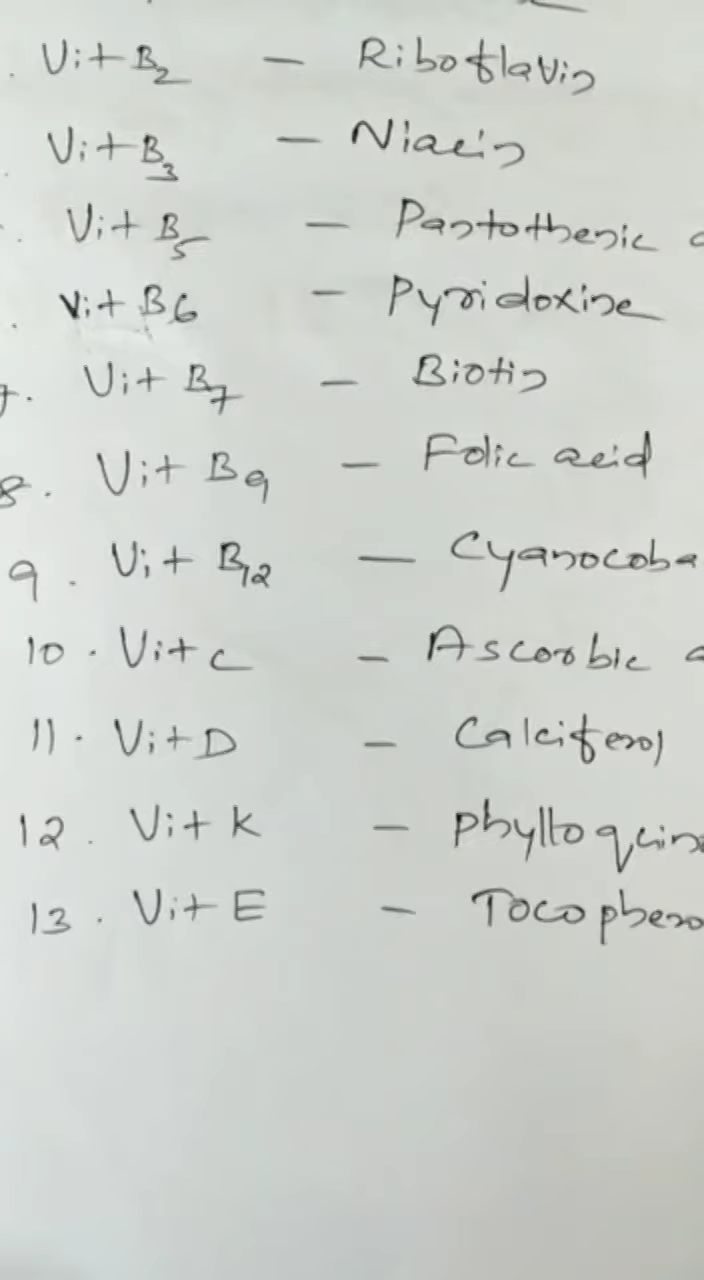 . Vit B2 – Riboflavin
. Vit B3 – Niacin
. Vit B5 – Pantothenic
. Vit B6 – Pyridoxine
7. Vit B7 – Biotin
8. Vit B9 – Folic acid
9. Vit B12 – Cyanocoba
10. Vit C – Ascorbic
11. Vit D – Calciferol
12. Vit K – Phylloquin
13. Vit E – Tocophero